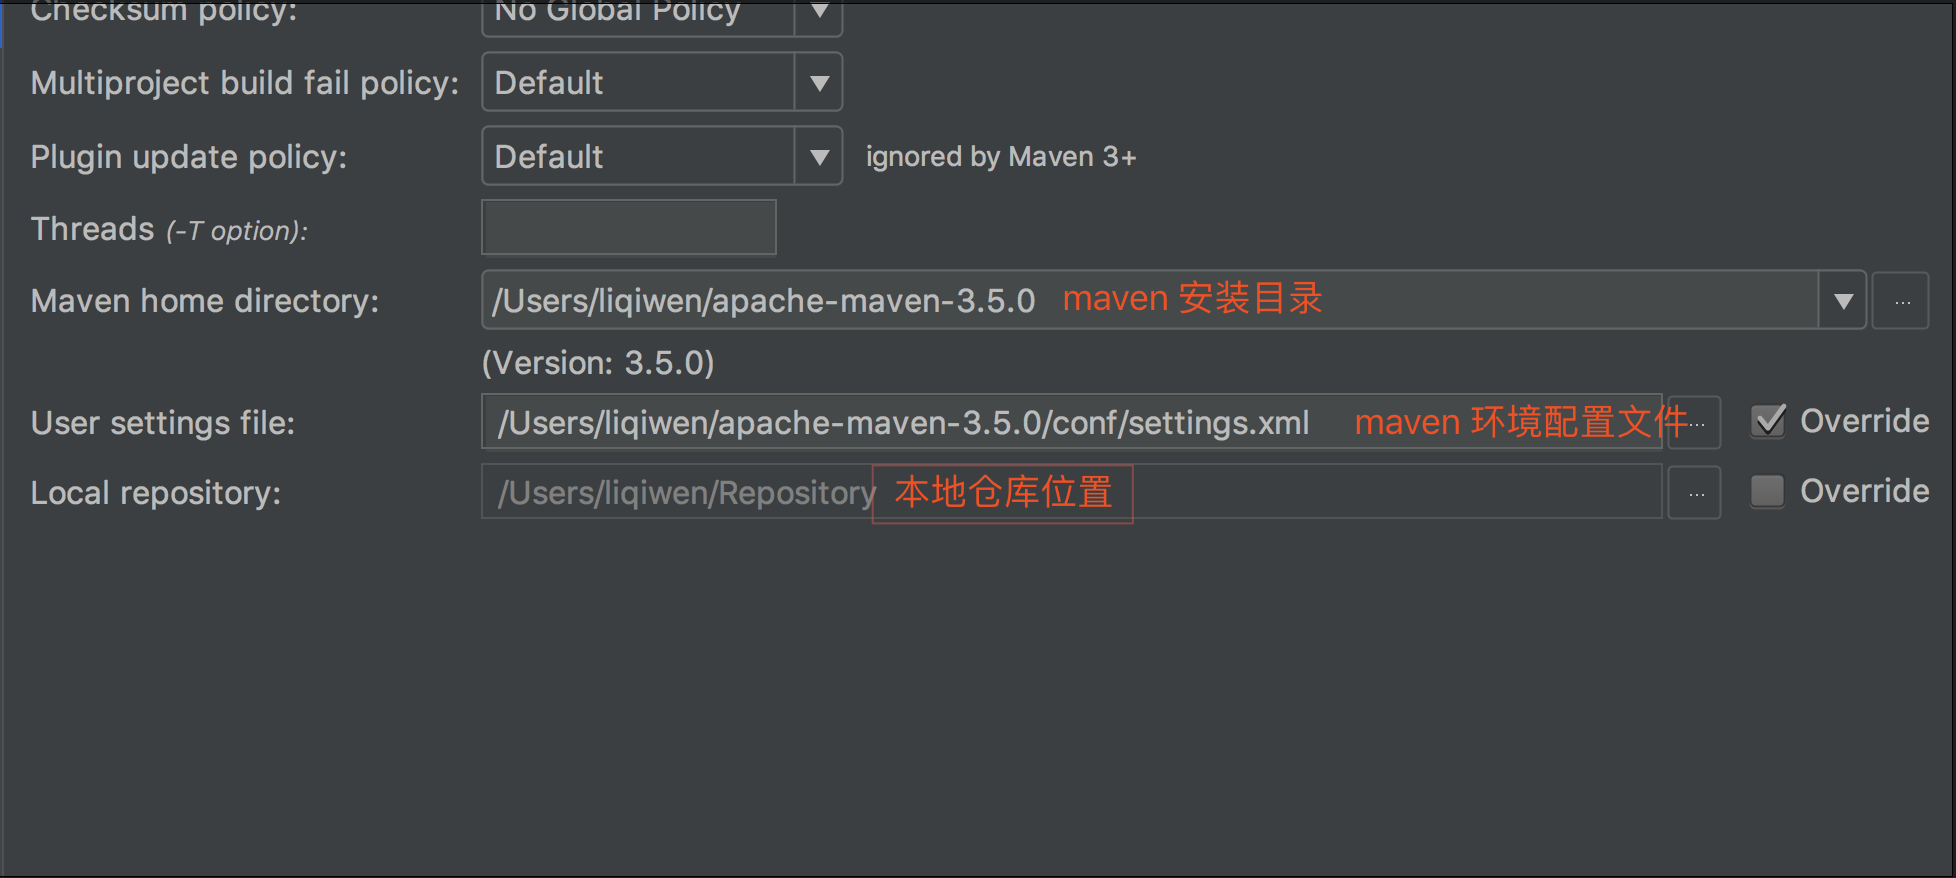 Checksum policy: No Global Policy
Multiproject build fail policy: Default
Plugin update policy: Default ignored by Maven 3+
Threads (-T option):
Maven home directory: /Users/liqiwen/apache-maven-3.5.0 maven 安装目录 ...
(Version: 3.5.0)
User settings file: /Users/liqiwen/apache-maven-3.5.0/conf/settings.xml maven 环境配置文件 ... Override
Local repository: /Users/liqiwen/Repository 本地仓库位置 ... Override